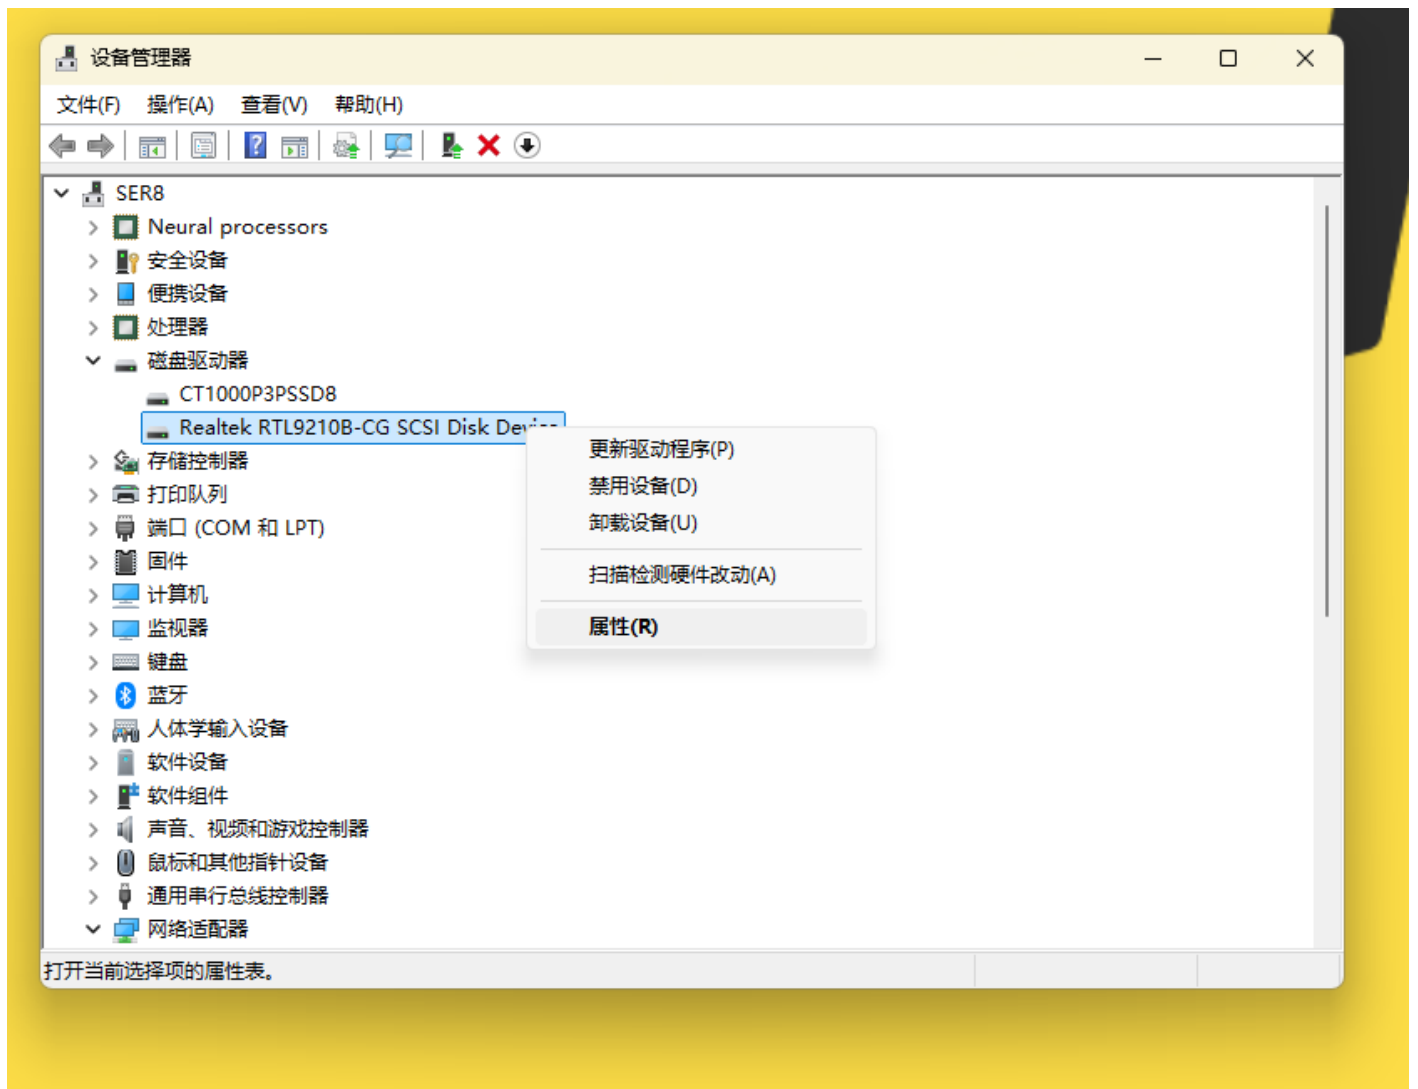 设备管理器
文件(F) 操作(A) 查看(V) 帮助(H)
SER8
Neural processors
安全设备
便携设备
处理器
磁盘驱动器
CT1000P3PSSD8
Realtek RTL9210B-CG SCSI Disk Device
更新驱动程序(P)
禁用设备(D)
卸载设备(U)
扫描检测硬件改动(A)
属性(R)
存储控制器
打印队列
端口 (COM 和 LPT)
固件
计算机
监视器
键盘
蓝牙
人体学输入设备
软件设备
软件组件
声音、视频和游戏控制器
鼠标和其他指针设备
通用串行总线控制器
网络适配器
打开当前选择项的属性表。